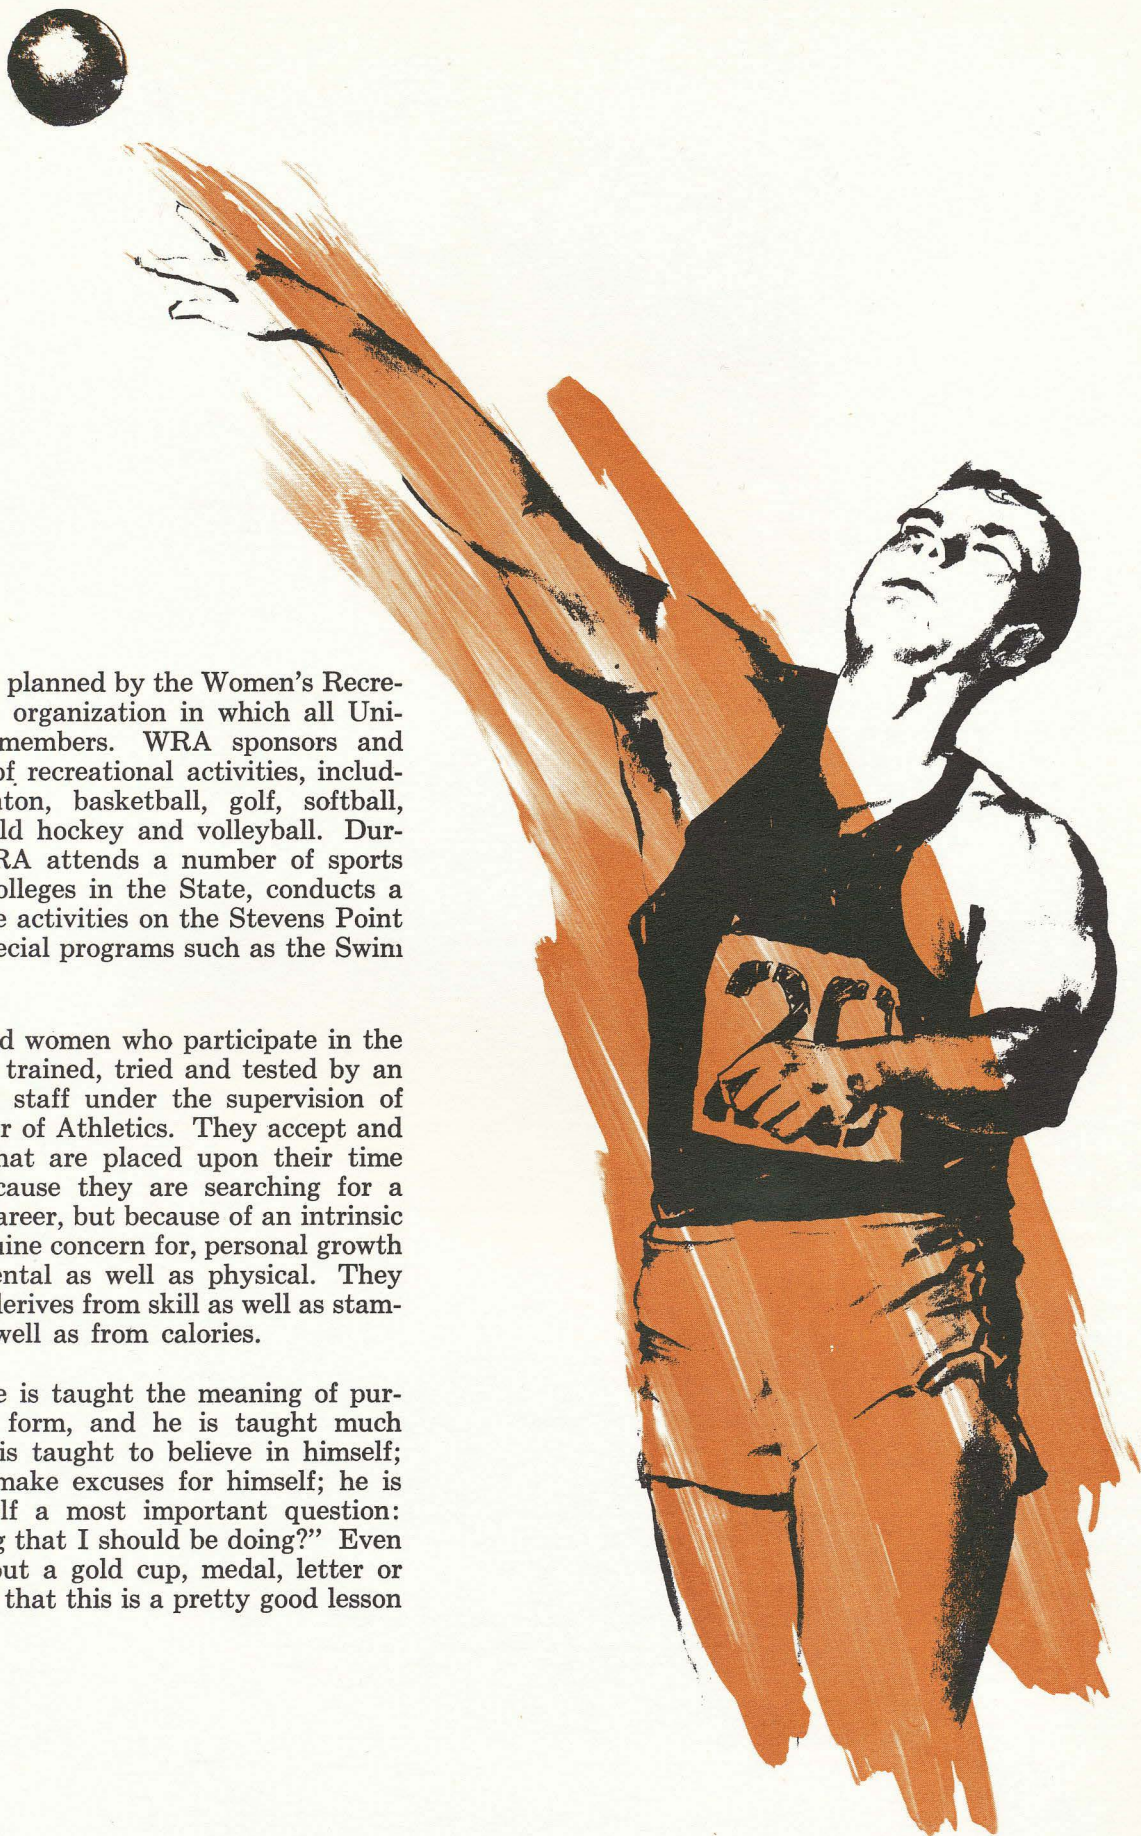 planned by the Women's Recre-
organization in which all Uni-
members. WRA sponsors and
of recreational activities, includ-
ton, basketball, golf, softball,
ld hockey and volleyball. Dur-
RA attends a number of sports
olleges in the State, conducts a
e activities on the Stevens Point
ecial programs such as the Swim
d women who participate in the
trained, tried and tested by an
staff under the supervision of
r of Athletics. They accept and
hat are placed upon their time
cause they are searching for a
areer, but because of an intrinsic
uine concern for, personal growth
ental as well as physical. They
derives from skill as well as stam-
well as from calories.
e is taught the meaning of pur-
form, and he is taught much
is taught to believe in himself;
make excuses for himself; he is
lf a most important question:
g that I should be doing?" Even
out a gold cup, medal, letter or
that this is a pretty good lesson
20